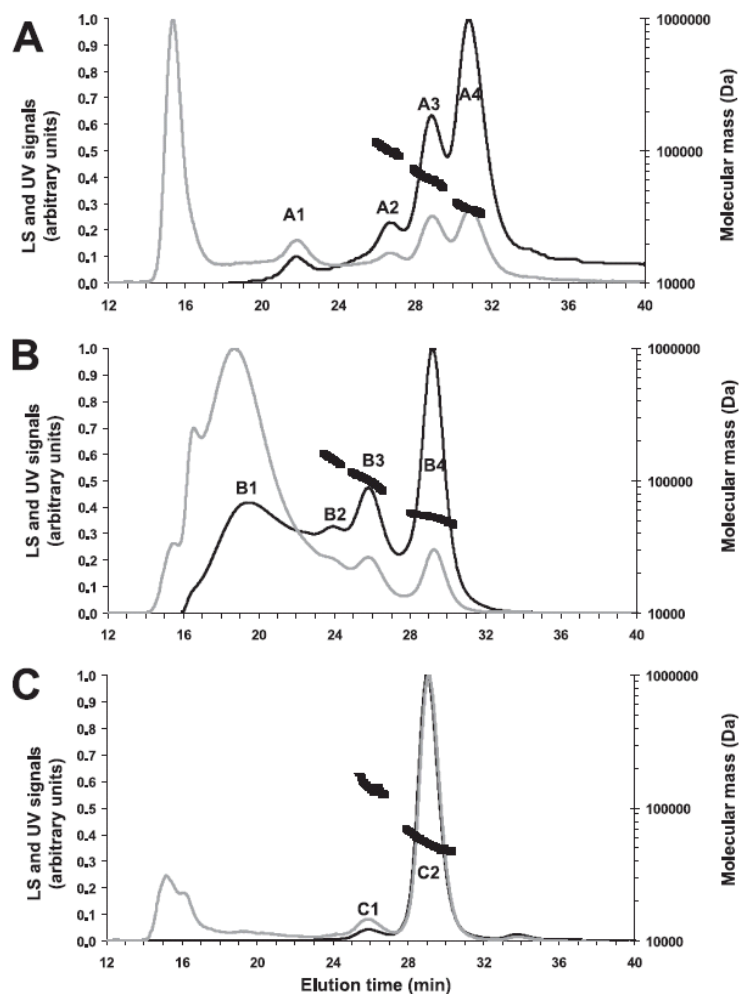 A
LS and UV signals
(arbitrary units)
1.0
0.9
0.8
0.7
0.6
0.5
0.4
0.3
0.2
0.1
0.0
A1
A2
A3
A4
1000000
100000
10000
Molecular mass (Da)
12 16 20 24 28 32 36 40
B
LS and UV signals
(arbitrary units)
1.0
0.9
0.8
0.7
0.6
0.5
0.4
0.3
0.2
0.1
0.0
B1
B2
B3
B4
1000000
100000
10000
Molecular mass (Da)
12 16 20 24 28 32 36 40
C
LS and UV signals
(arbitrary units)
1.0
0.9
0.8
0.7
0.6
0.5
0.4
0.3
0.2
0.1
0.0
C1
C2
1000000
100000
10000
Molecular mass (Da)
12 16 20 24 28 32 36 40
Elution time (min)